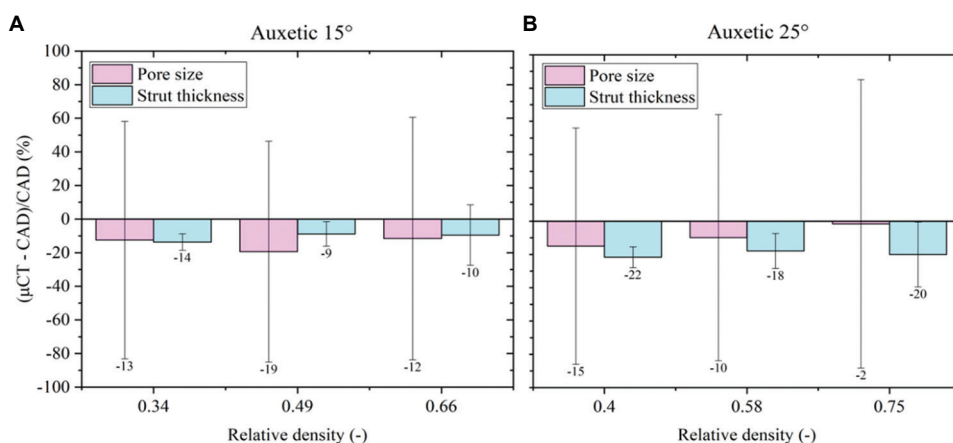 A
Auxetic 15°
B
Auxetic 25°
(μCT - CAD)/CAD (%)
100
80
60
40
20
0
-20
-40
-60
-80
-100
Pore size
Strut thickness
-13
-14
-19
-9
-12
-10
0.34
0.49
0.66
Relative density (-)
Pore size
Strut thickness
-15
-22
-10
-18
-2
-20
0.4
0.58
0.75
Relative density (-)